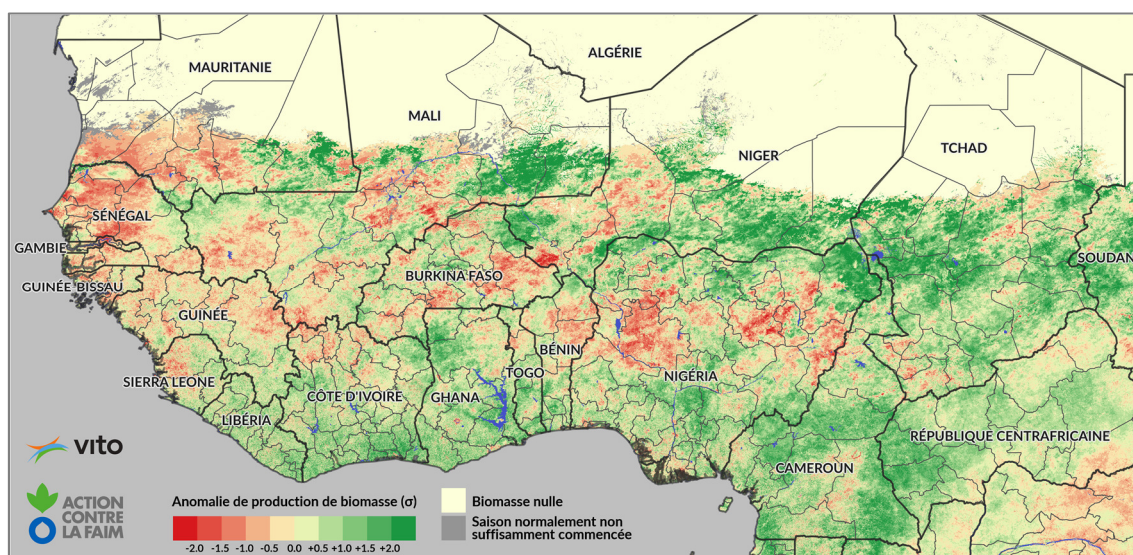 ALGÉRIE
MAURITANIE
MALI
NIGER
TCHAD
SÉNÉGAL
GAMBIE
SOUDAN
BURKINA FASO
GUINÉE BISSAU
GUINÉE
BÉNIN
TOGO
NIGÉRIA
SIERRA LEONE
CÔTE D'IVOIRE
GHANA
LIBÉRIA
RÉPUBLIQUE CENTRAFRICAINE
CAMEROUN
vito
ACTION
CONTRE
LA FAIM
Anomalie de production de biomasse (σ)
-2.0 -1.5 -1.0 -0.5 0.0 +0.5 +1.0 +1.5 +2.0
Biomasse nulle
Saison normalement non
suffisamment commencée